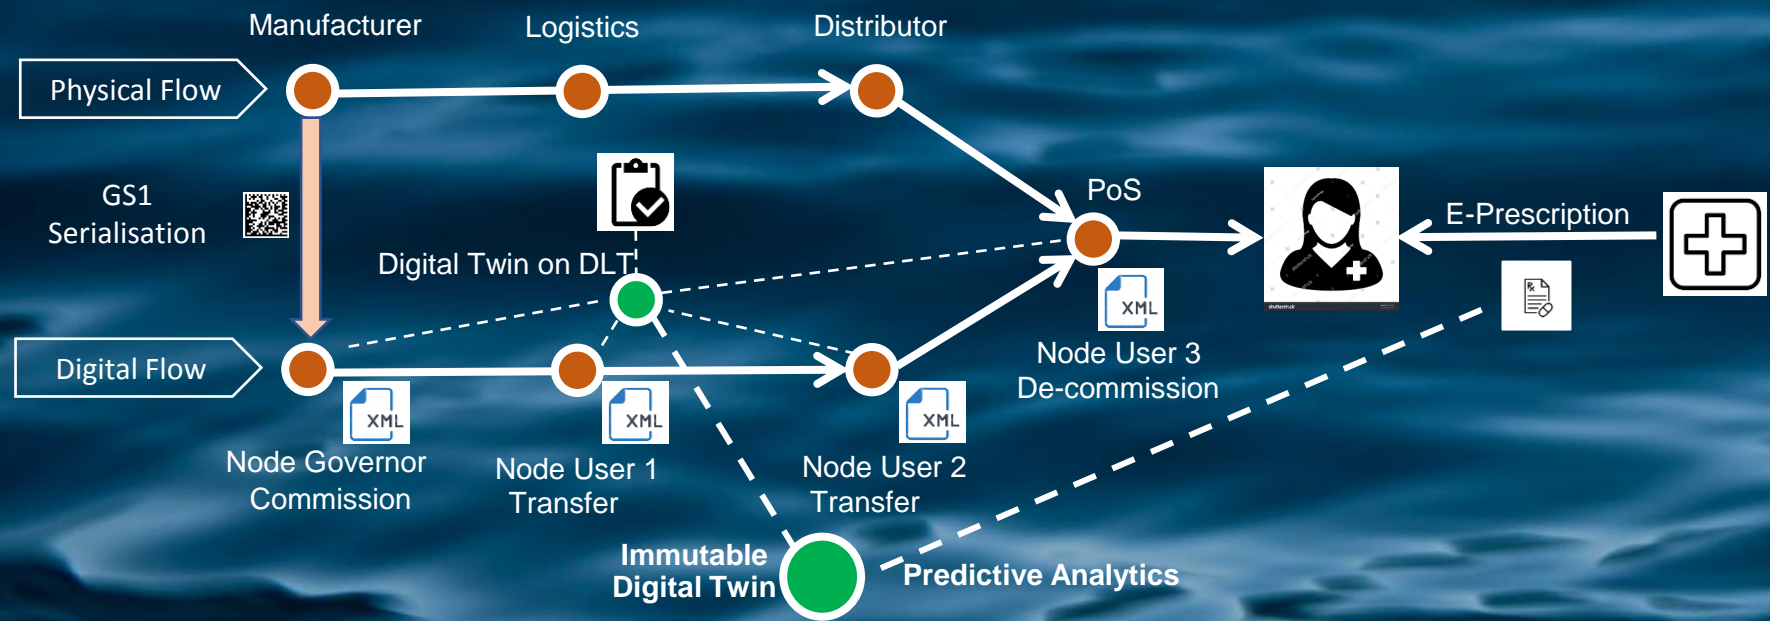 Manufacturer
Logistics
Distributor
Physical Flow
GS1
Serialisation
PoS
E-Prescription
Digital Twin on DLT
XML
Digital Flow
Node User 3
De-commission
XML
XML
XML
Node Governor
Commission
Node User 1
Transfer
Node User 2
Transfer
Immutable
Digital Twin
Predictive Analytics
shutterstock